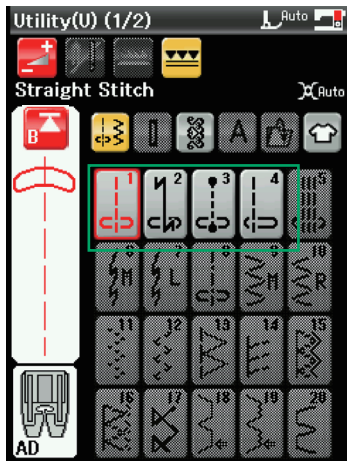 Utility(U) (1/2)
Auto
Straight Stitch
Auto
B
A
1 2 3 4 5
6 7 8 9 10
M L M R
11 12 13 14 15
16 17 18 19 20
AD